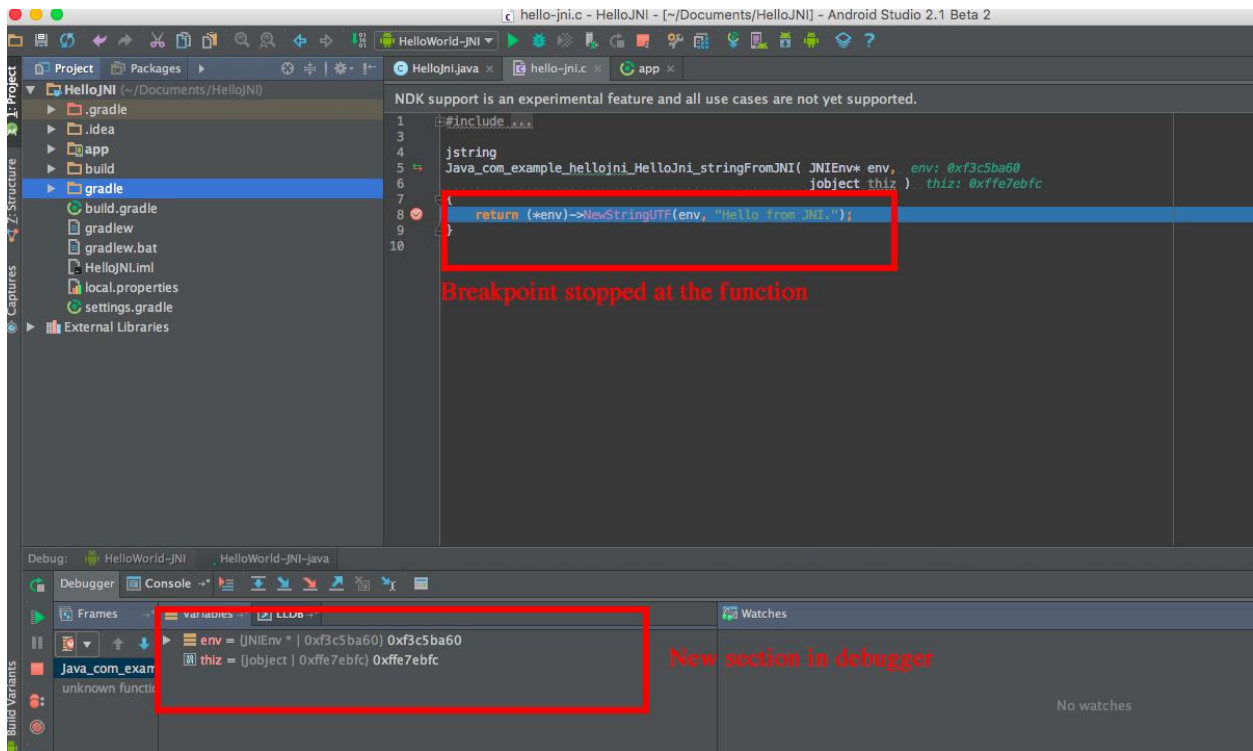 hello-jni.c - HelloJNI - [~/Documents/HelloJNI] - Android Studio 2.1 Beta 2
HelloWorld-JNI
Project Packages
HelloJni.java hello-jni.c app
1: Project
Z: Structure
Captures
Build Variants
HelloJNI (~/Documents/HelloJNI)
.gradle
.idea
app
build
gradle
build.gradle
gradlew
gradlew.bat
HelloJNI.iml
local.properties
settings.gradle
External Libraries
NDK support is an experimental feature and all use cases are not yet supported.
1 #include ...
3
4 jstring
5 Java_com_example_hellojni_HelloJni_stringFromJNI( JNIEnv* env, env: 0xf3c5ba60
6 jobject thiz ) thiz: 0xffe7ebfc
7 {
8 return (*env)->NewStringUTF(env, "Hello from JNI.");
9 }
10
Breakpoint stopped at the function
Debug: HelloWorld-JNI HelloWorld-JNI-java
Debugger Console
Frames Variables LLDB Watches
env = {JNIEnv * | 0xf3c5ba60} 0xf3c5ba60
thiz = {jobject | 0xffe7ebfc} 0xffe7ebfc
Java_com_exam
unknown functio
New section in debugger
No watches